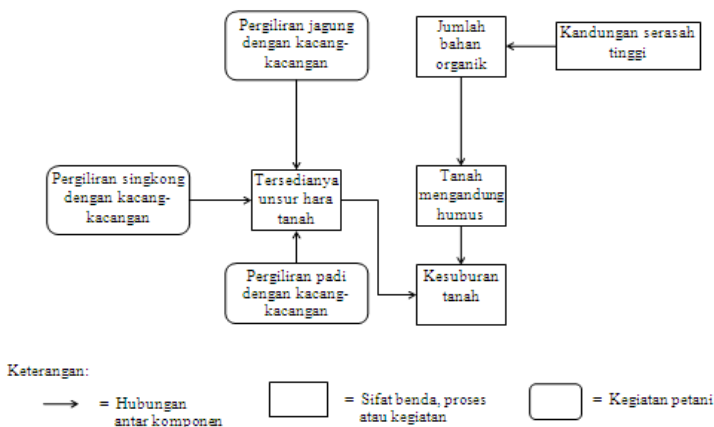 Pergiliran jagung
dengan kacang-
kacangan
Jumlah
bahan
organik
Kandungan serasah
tinggi
Pergiliran singkong
dengan kacang-
kacangan
Tersedianya
unsur hara
tanah
Tanah
mengandung
humus
Pergiliran padi
dengan kacang-
kacangan
Kesuburan
tanah
Keterangan:
= Hubungan
antar komponen
= Sifat benda, proses
atau kegiatan
= Kegiatan petani